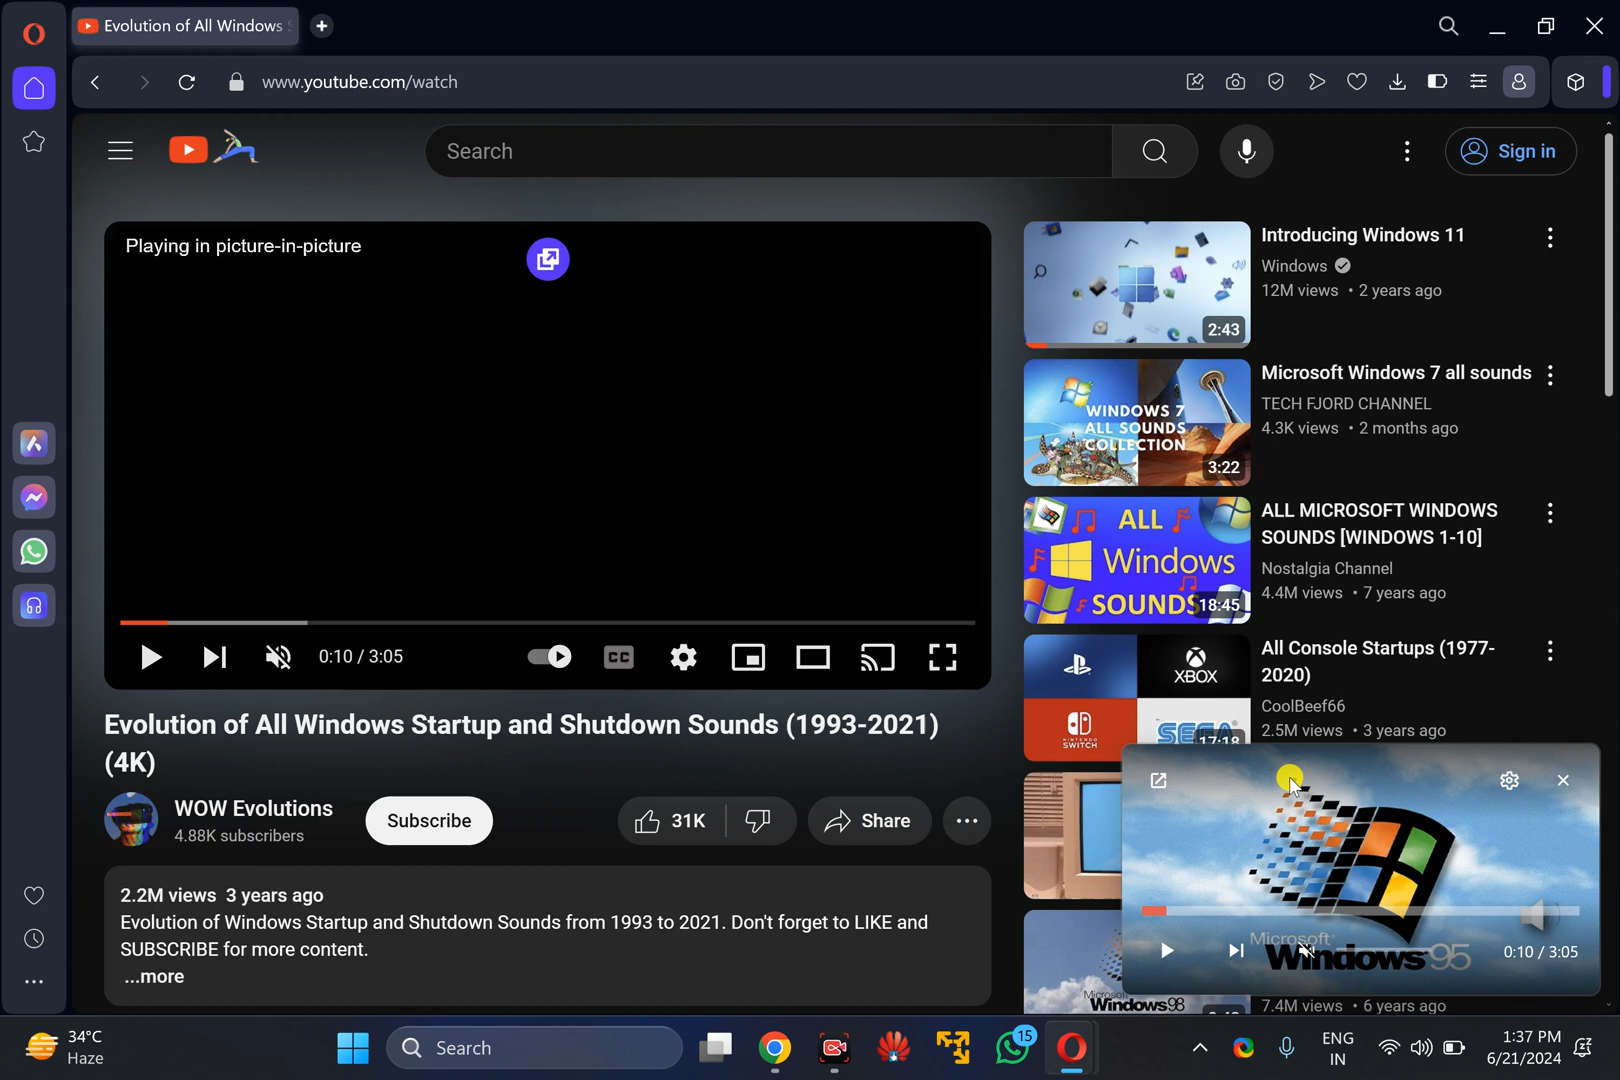 Evolution of All Windows
www.youtube.com/watch
Search
Sign in
Playing in picture-in-picture
0:10 / 3:05
Evolution of All Windows Startup and Shutdown Sounds (1993-2021)
(4K)
WOW Evolutions
4.88K subscribers
Subscribe
31K
Share
2.2M views 3 years ago
Evolution of Windows Startup and Shutdown Sounds from 1993 to 2021. Don't forget to LIKE and
SUBSCRIBE for more content.
...more
2:43
Introducing Windows 11
Windows
12M views • 2 years ago
WINDOWS 7
ALL SOUNDS
COLLECTION
3:22
Microsoft Windows 7 all sounds
TECH FJORD CHANNEL
4.3K views • 2 months ago
ALL
Windows
SOUNDS
18:45
ALL MICROSOFT WINDOWS
SOUNDS [WINDOWS 1-10]
Nostalgia Channel
4.4M views • 7 years ago
XBOX
NINTENDO
SWITCH
SEGA
17:18
All Console Startups (1977-
2020)
CoolBeef66
2.5M views • 3 years ago
Microsoft
Windows 95
0:10 / 3:05
Microsoft
Windows98
7.4M views • 6 years ago
34°C
Haze
Search
15
ENG
IN
1:37 PM
6/21/2024